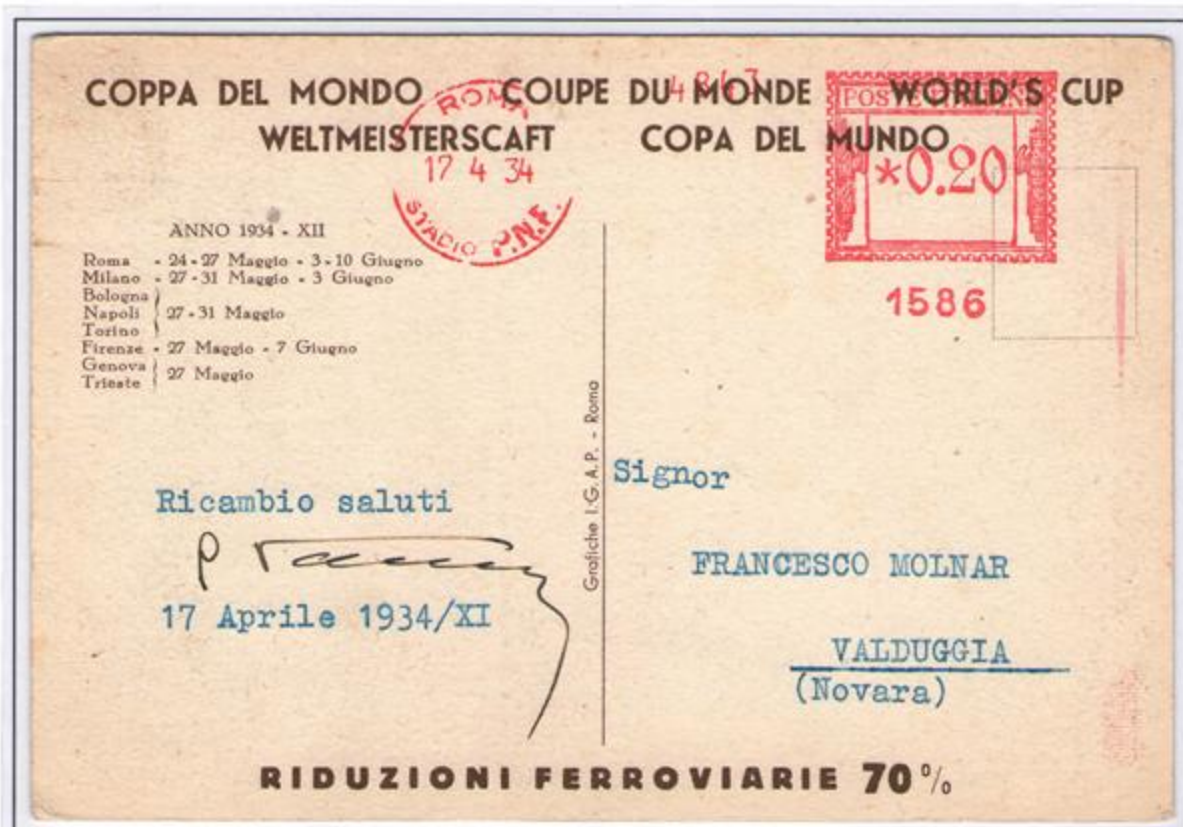 COPPA DEL MONDO COUPE DU MONDE WORLD'S CUP
WELTMEISTERSCAFT COPA DEL MUNDO
4843
ROMA
17 4 34
STADIO P.N.F.
*0.20
1586
ANNO 1934 - XII
Roma - 24-27 Maggio - 3-10 Giugno
Milano - 27-31 Maggio - 3 Giugno
Bologna
Napoli 27-31 Maggio
Torino
Firenze - 27 Maggio - 7 Giugno
Genova
Trieste 27 Maggio
Grafiche I.G.A.P. - Roma
Ricambio saluti
17 Aprile 1934/XI
Signor
FRANCESCO MOLNAR
VALDUGGIA
(Novara)
RIDUZIONI FERROVIARIE 70%